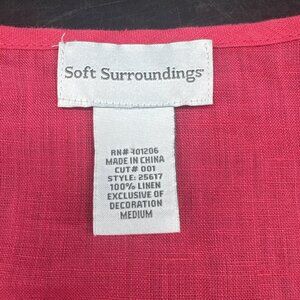 Soft Surroundings
RN# 101206
MADE IN CHINA
CUT# 001
STYLE: 25617
100% LINEN
EXCLUSIVE OF
DECORATION
MEDIUM